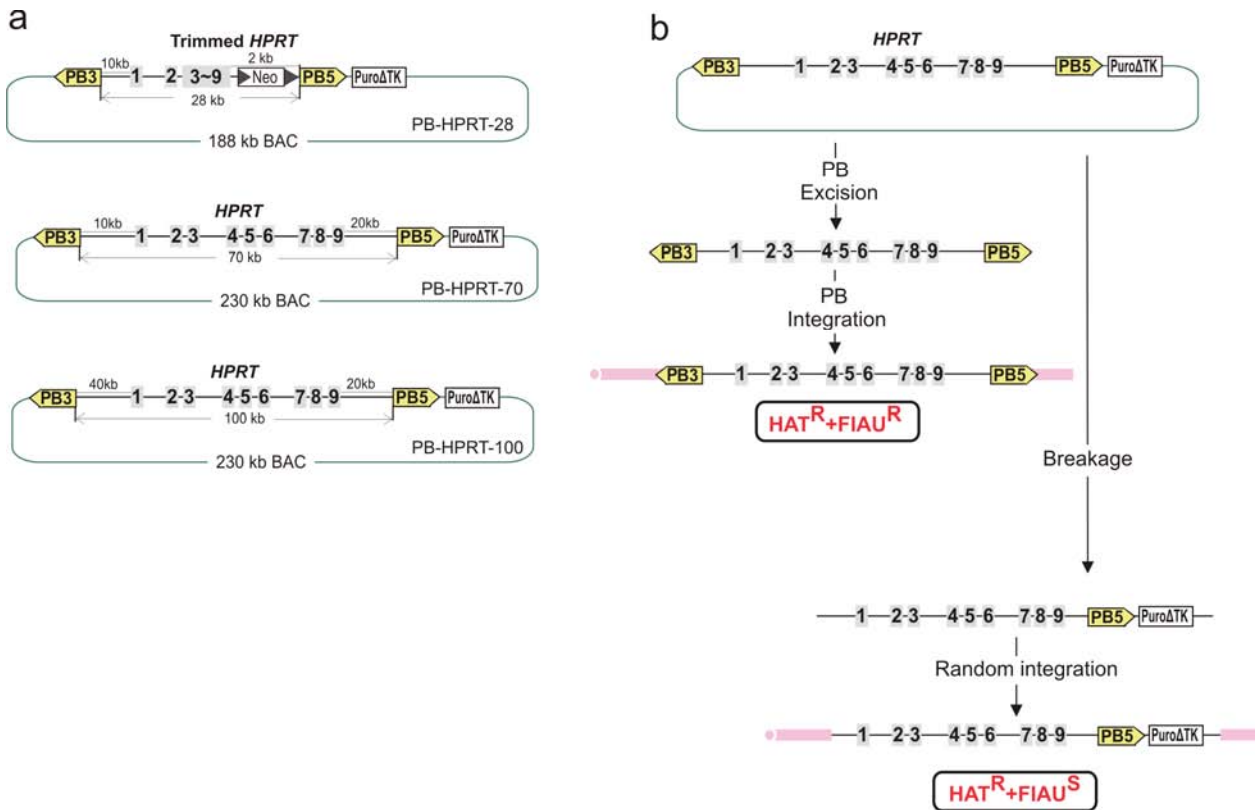 a
Trimmed HPRT
10kb
2 kb
PB3 1 2 3~9 Neo PB5 PuroΔTK
28 kb
PB-HPRT-28
188 kb BAC
HPRT
10kb
20kb
PB3 1 2-3 4-5-6 7-8-9 PB5 PuroΔTK
70 kb
PB-HPRT-70
230 kb BAC
HPRT
40kb
20kb
PB3 1 2-3 4-5-6 7-8-9 PB5 PuroΔTK
100 kb
PB-HPRT-100
230 kb BAC
b
HPRT
PB3 1 2-3 4-5-6 7-8-9 PB5 PuroΔTK
PB
Excision
PB3 1 2-3 4-5-6 7-8-9 PB5
PB
Integration
PB3 1 2-3 4-5-6 7-8-9 PB5
HAT^R+FIAU^R
Breakage
1 2-3 4-5-6 7-8-9 PB5 PuroΔTK
Random integration
1 2-3 4-5-6 7-8-9 PB5 PuroΔTK
HAT^R+FIAU^S